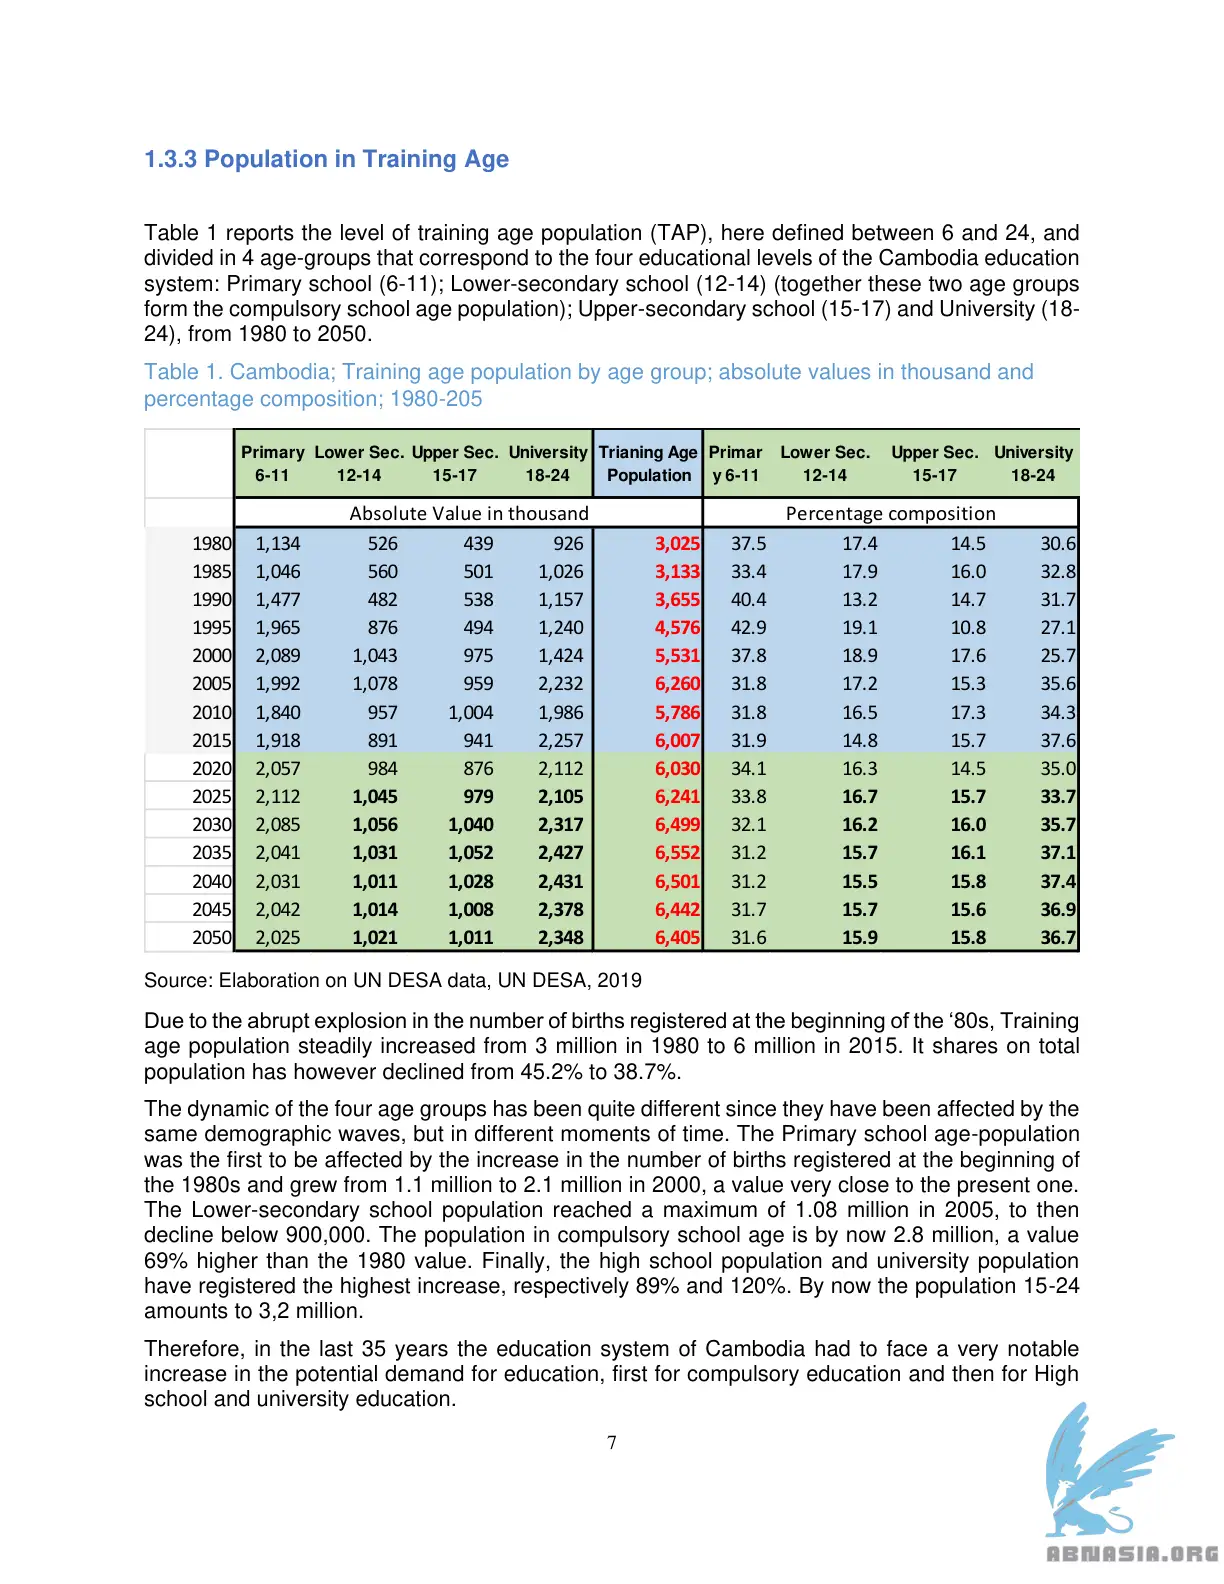 1.3.3 Population in Training Age
Table 1 reports the level of training age population (TAP), here defined between 6 and 24, and
divided in 4 age-groups that correspond to the four educational levels of the Cambodia education
system: Primary school (6-11); Lower-secondary school (12-14) (together these two age groups
form the compulsory school age population); Upper-secondary school (15-17) and University (18-
24), from 1980 to 2050.
Table 1. Cambodia; Training age population by age group; absolute values in thousand and
percentage composition; 1980-205
Primary Lower Sec. Upper Sec. University Trianing Age Primar Lower Sec. Upper Sec. University
6-11 12-14 15-17 18-24 Population y 6-11 12-14 15-17 18-24
Absolute Value in thousand Percentage composition
1980 1,134 526 439 926 3,025 37.5 17.4 14.5 30.6
1985 1,046 560 501 1,026 3,133 33.4 17.9 16.0 32.8
1990 1,477 482 538 1,157 3,655 40.4 13.2 14.7 31.7
1995 1,965 876 494 1,240 4,576 42.9 19.1 10.8 27.1
2000 2,089 1,043 975 1,424 5,531 37.8 18.9 17.6 25.7
2005 1,992 1,078 959 2,232 6,260 31.8 17.2 15.3 35.6
2010 1,840 957 1,004 1,986 5,786 31.8 16.5 17.3 34.3
2015 1,918 891 941 2,257 6,007 31.9 14.8 15.7 37.6
2020 2,057 984 876 2,112 6,030 34.1 16.3 14.5 35.0
2025 2,112 1,045 979 2,105 6,241 33.8 16.7 15.7 33.7
2030 2,085 1,056 1,040 2,317 6,499 32.1 16.2 16.0 35.7
2035 2,041 1,031 1,052 2,427 6,552 31.2 15.7 16.1 37.1
2040 2,031 1,011 1,028 2,431 6,501 31.2 15.5 15.8 37.4
2045 2,042 1,014 1,008 2,378 6,442 31.7 15.7 15.6 36.9
2050 2,025 1,021 1,011 2,348 6,405 31.6 15.9 15.8 36.7
Source: Elaboration on UN DESA data, UN DESA, 2019
Due to the abrupt explosion in the number of births registered at the beginning of the ‘80s, Training
age population steadily increased from 3 million in 1980 to 6 million in 2015. It shares on total
population has however declined from 45.2% to 38.7%.
The dynamic of the four age groups has been quite different since they have been affected by the
same demographic waves, but in different moments of time. The Primary school age-population
was the first to be affected by the increase in the number of births registered at the beginning of
the 1980s and grew from 1.1 million to 2.1 million in 2000, a value very close to the present one.
The Lower-secondary school population reached a maximum of 1.08 million in 2005, to then
decline below 900,000. The population in compulsory school age is by now 2.8 million, a value
69% higher than the 1980 value. Finally, the high school population and university population
have registered the highest increase, respectively 89% and 120%. By now the population 15-24
amounts to 3,2 million.
Therefore, in the last 35 years the education system of Cambodia had to face a very notable
increase in the potential demand for education, first for compulsory education and then for High
school and university education.
7
ABNASIA.ORG